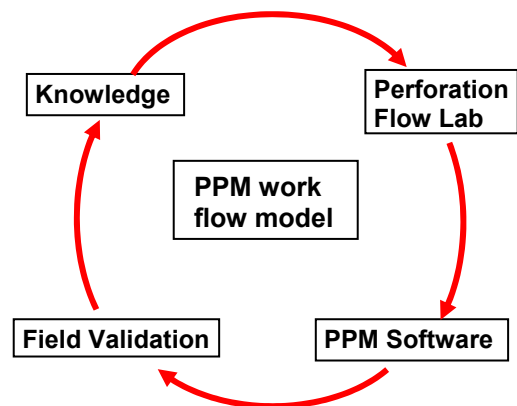 Knowledge
Perforation
Flow Lab
PPM work
flow model
Field Validation
PPM Software